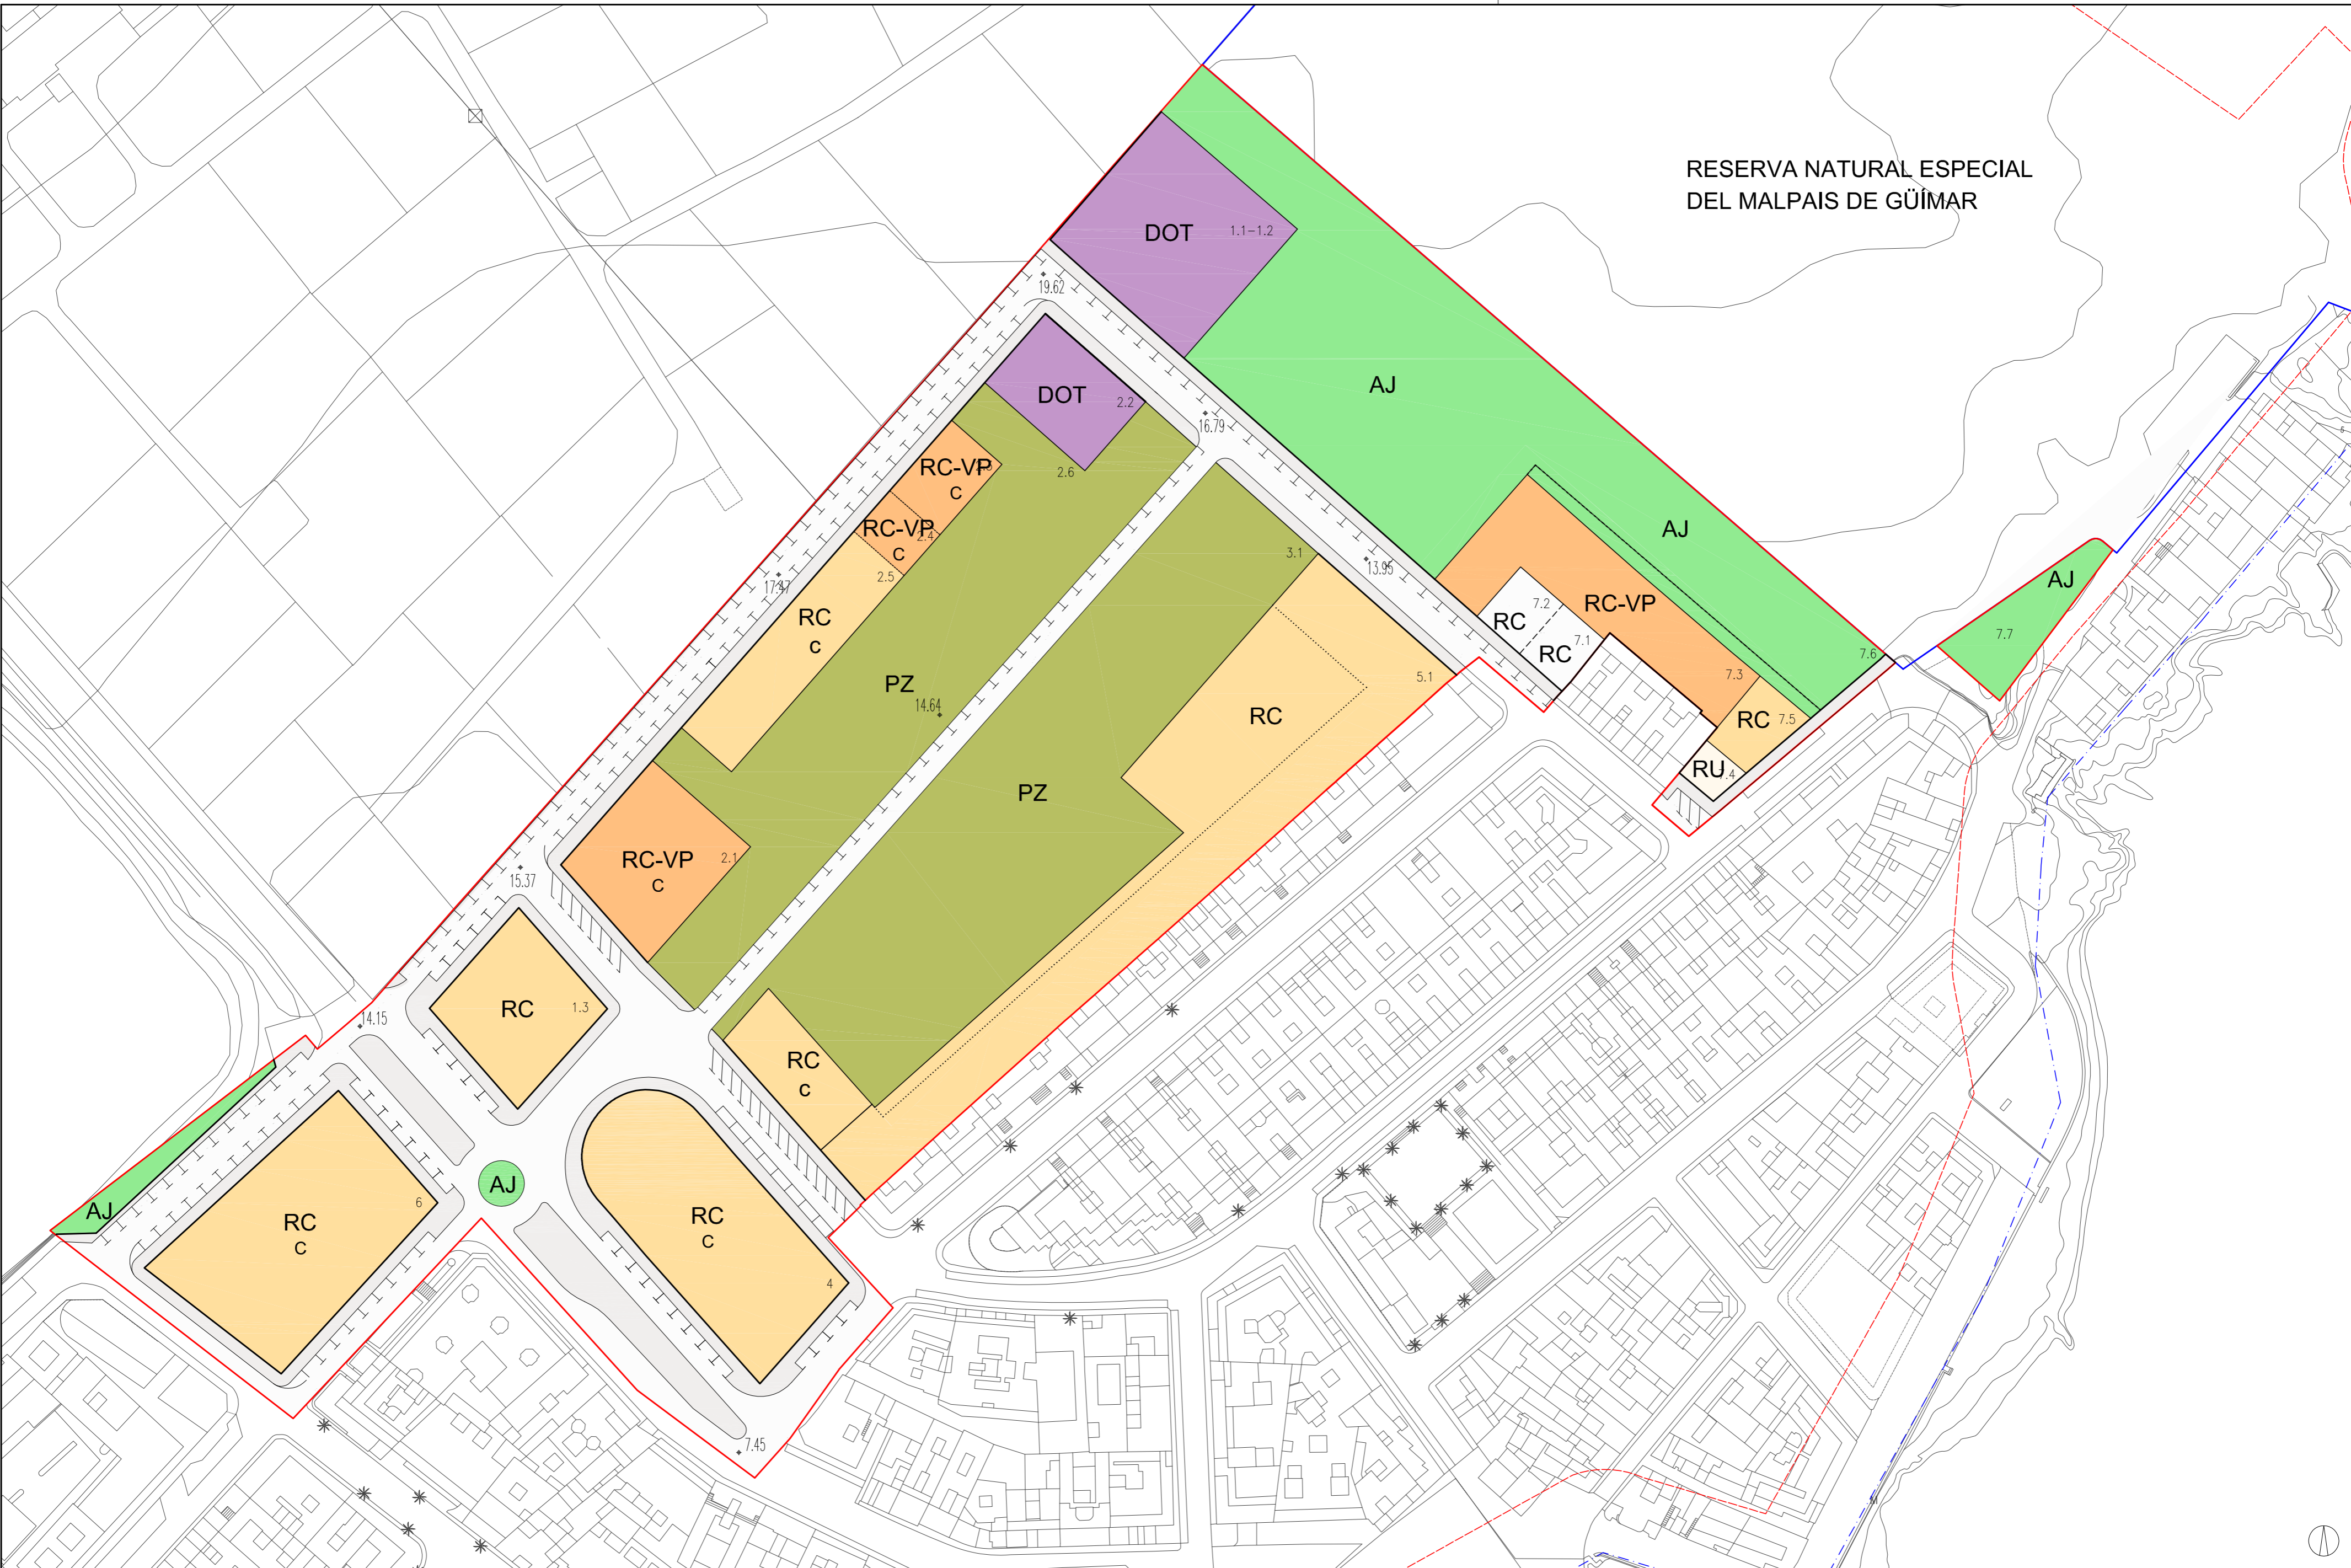 RESERVA NATURAL ESPECIAL
DEL MALPAIS DE GÜÍMAR
DOT 1.1-1.2
19.62
AJ
DOT 2.2
16.79
2.6
RC-VP
C
RC-VP 2.4
C
2.5
17.47
RC
C
3.1
13.95
AJ
AJ
7.7
RC 7.2
RC 7.1
RC-VP
7.6
7.3
RC 7.5
RU
5.1
PZ
14.64
RC
PZ
RC-VP 2.1
C
15.37
RC 1.3
14.15
RC
C
AJ
AJ
RC 6
C
RC
C
4
7.45